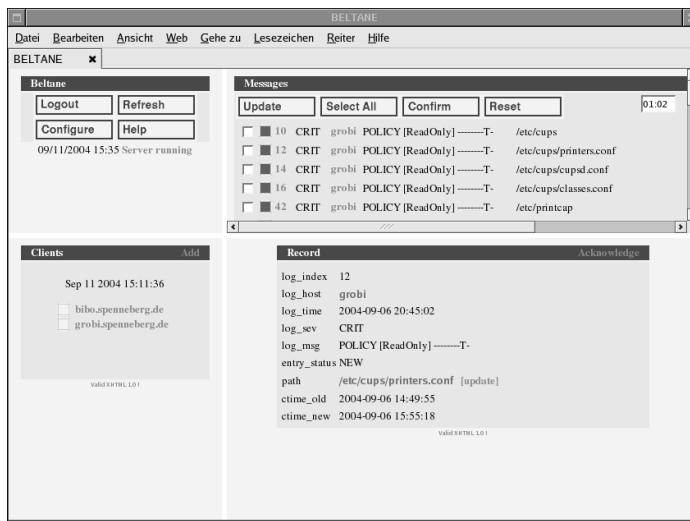 BELTANE
Datei Bearbeiten Ansicht Web Gehe zu Lesezeichen Reiter Hilfe
BELTANE ✖
Beltane
Logout Refresh
Configure Help
09/11/2004 15:35 Server running
Messages
Update Select All Confirm Reset 01:02
10 CRIT grobi POLICY [ReadOnly] --------T- /etc/cups
12 CRIT grobi POLICY [ReadOnly] --------T- /etc/cups/printers.conf
14 CRIT grobi POLICY [ReadOnly] --------T- /etc/cups/cupsd.conf
16 CRIT grobi POLICY [ReadOnly] --------T- /etc/cups/classes.conf
42 CRIT grobi POLICY [ReadOnly] --------T- /etc/printcap
Clients Add
Sep 11 2004 15:11:36
bibo.spenneberg.de
grobi.spenneberg.de
Valid XHTML 1.0 !
Record Acknowledge
log_index 12
log_host grobi
log_time 2004-09-06 20:45:02
log_sev CRIT
log_msg POLICY [ReadOnly] --------T-
entry_status NEW
path /etc/cups/printers.conf [update]
ctime_old 2004-09-06 14:49:55
ctime_new 2004-09-06 15:55:18
Valid XHTML 1.0 !